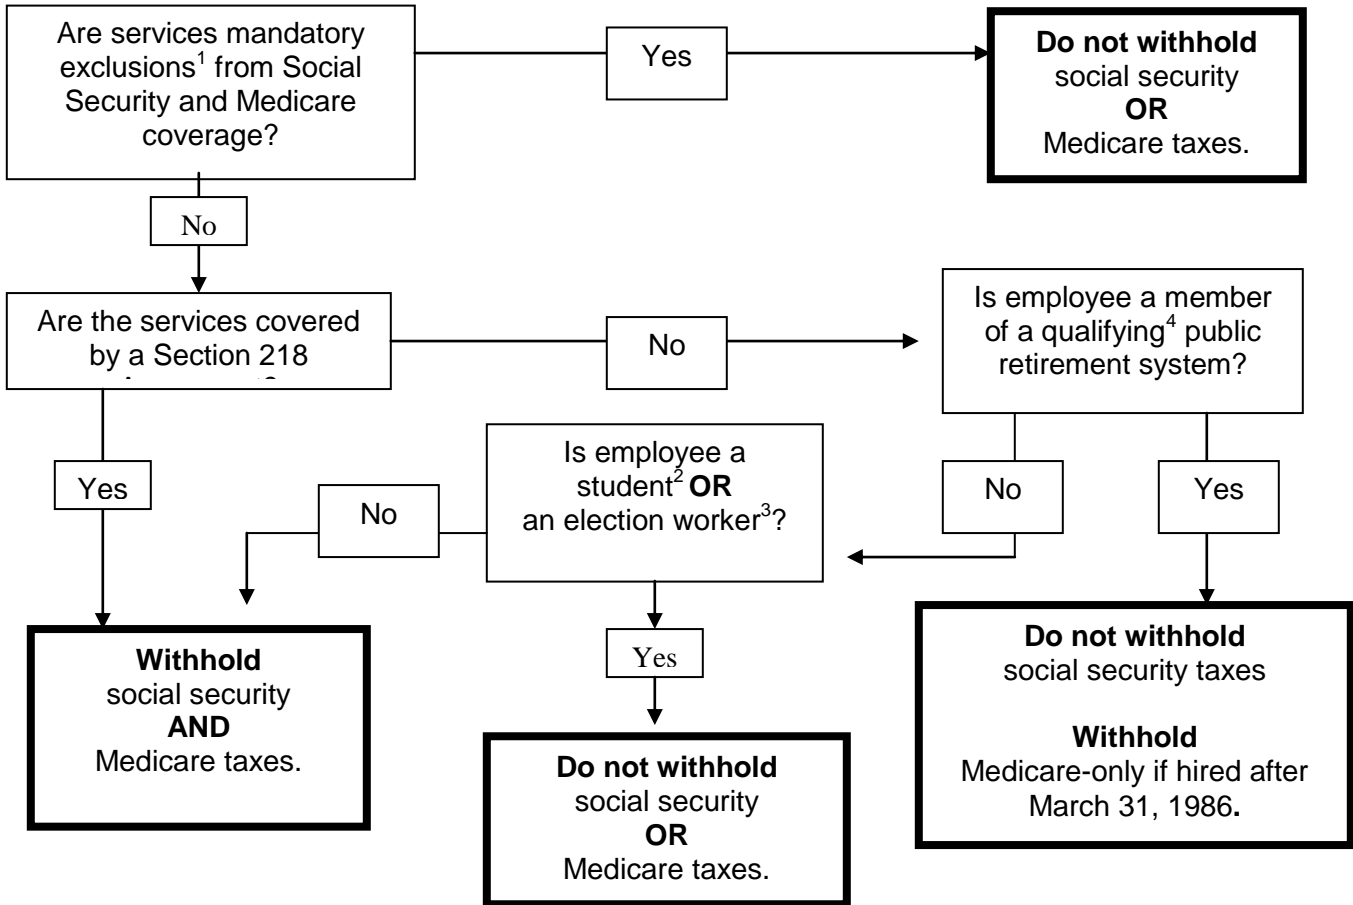 Are services mandatory
exclusions¹ from Social
Security and Medicare
coverage?
Yes
Do not withhold
social security
OR
Medicare taxes.
No
Are the services covered
by a Section 218
No
Is employee a member
of a qualifying⁴ public
retirement system?
Yes
No
Is employee a
student² OR
an election worker³?
No
Yes
Withhold
social security
AND
Medicare taxes.
Yes
Do not withhold
social security
OR
Medicare taxes.
Do not withhold
social security taxes
Withhold
Medicare-only if hired after
March 31, 1986.